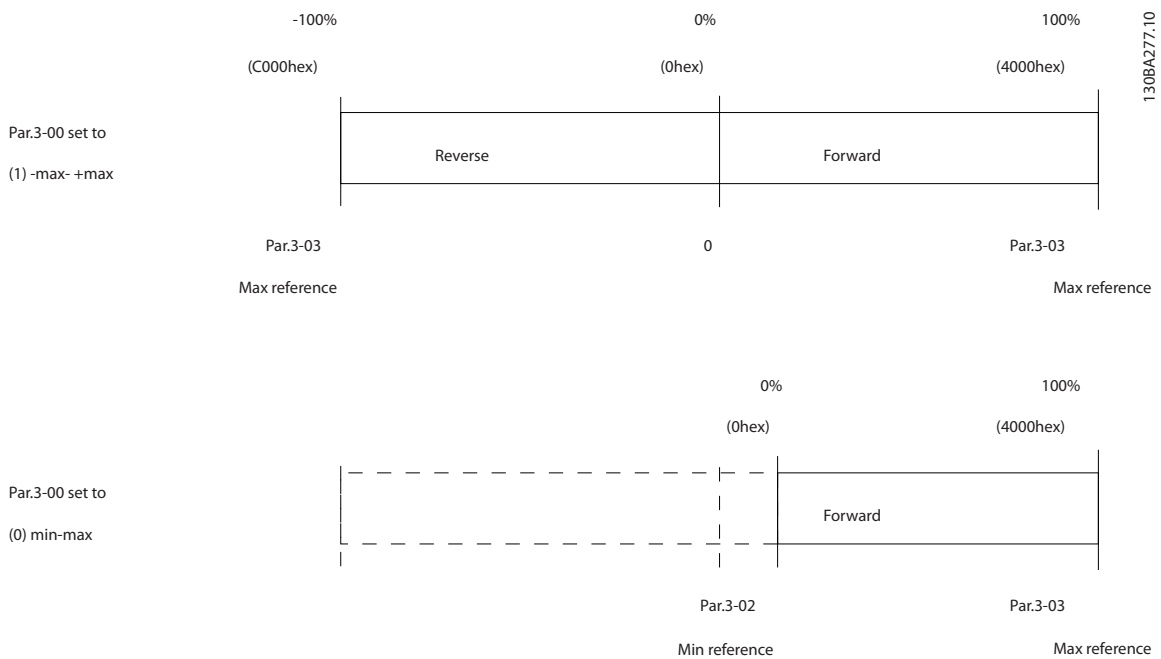 -100% 0% 100%
(C000hex) (0hex) (4000hex)
130BA277.10
Par.3-00 set to
(1) -max- +max
Reverse Forward
Par.3-03 0 Par.3-03
Max reference Max reference
0% 100%
(0hex) (4000hex)
Par.3-00 set to
(0) min-max
Forward
Par.3-02 Par.3-03
Min reference Max reference